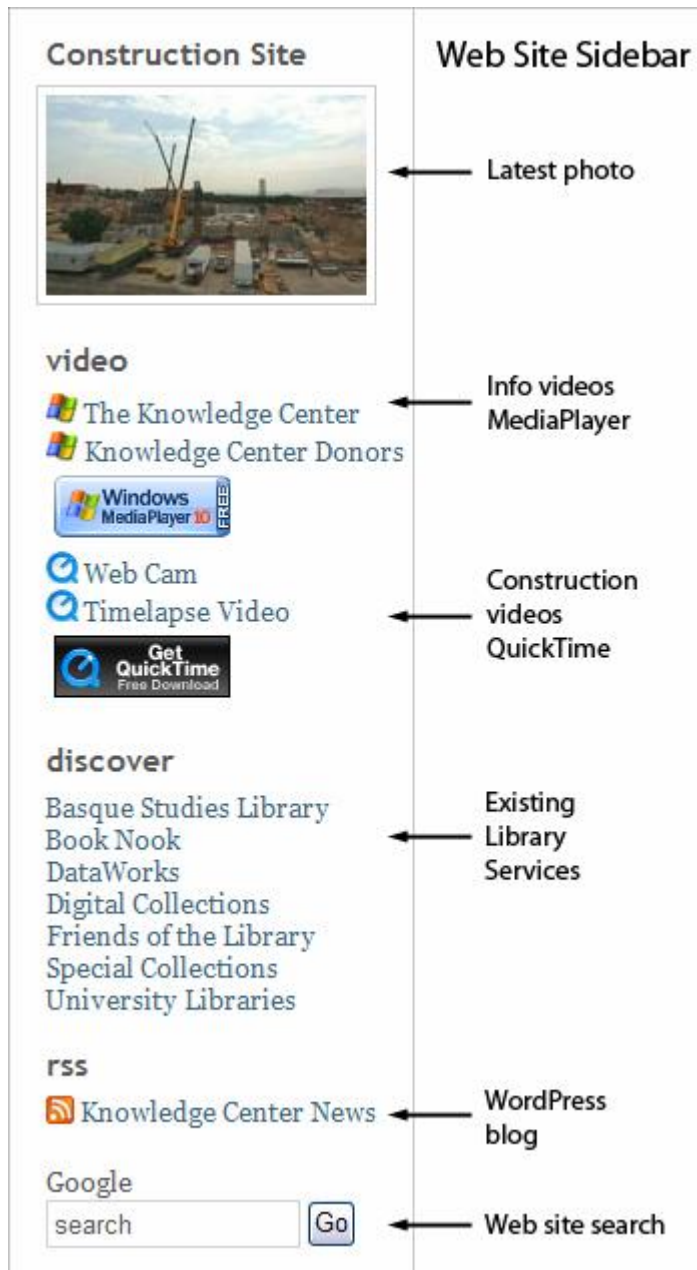 Construction Site
Web Site Sidebar
Latest photo
video
The Knowledge Center
Knowledge Center Donors
Info videos
MediaPlayer
Windows
MediaPlayer 10
FREE
Web Cam
Timelapse Video
Get
QuickTime
Free Download
Construction
videos
QuickTime
discover
Basque Studies Library
Book Nook
DataWorks
Digital Collections
Friends of the Library
Special Collections
University Libraries
Existing
Library
Services
rss
Knowledge Center News
WordPress
blog
Google
search
Go
Web site search